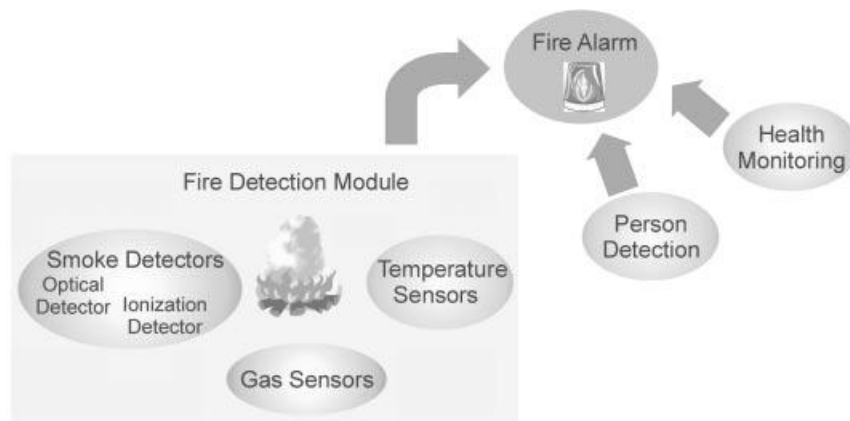 Fire Alarm
Health
Monitoring
Person
Detection
Fire Detection Module
Smoke Detectors
Optical
Detector
Ionization
Detector
Temperature
Sensors
Gas Sensors